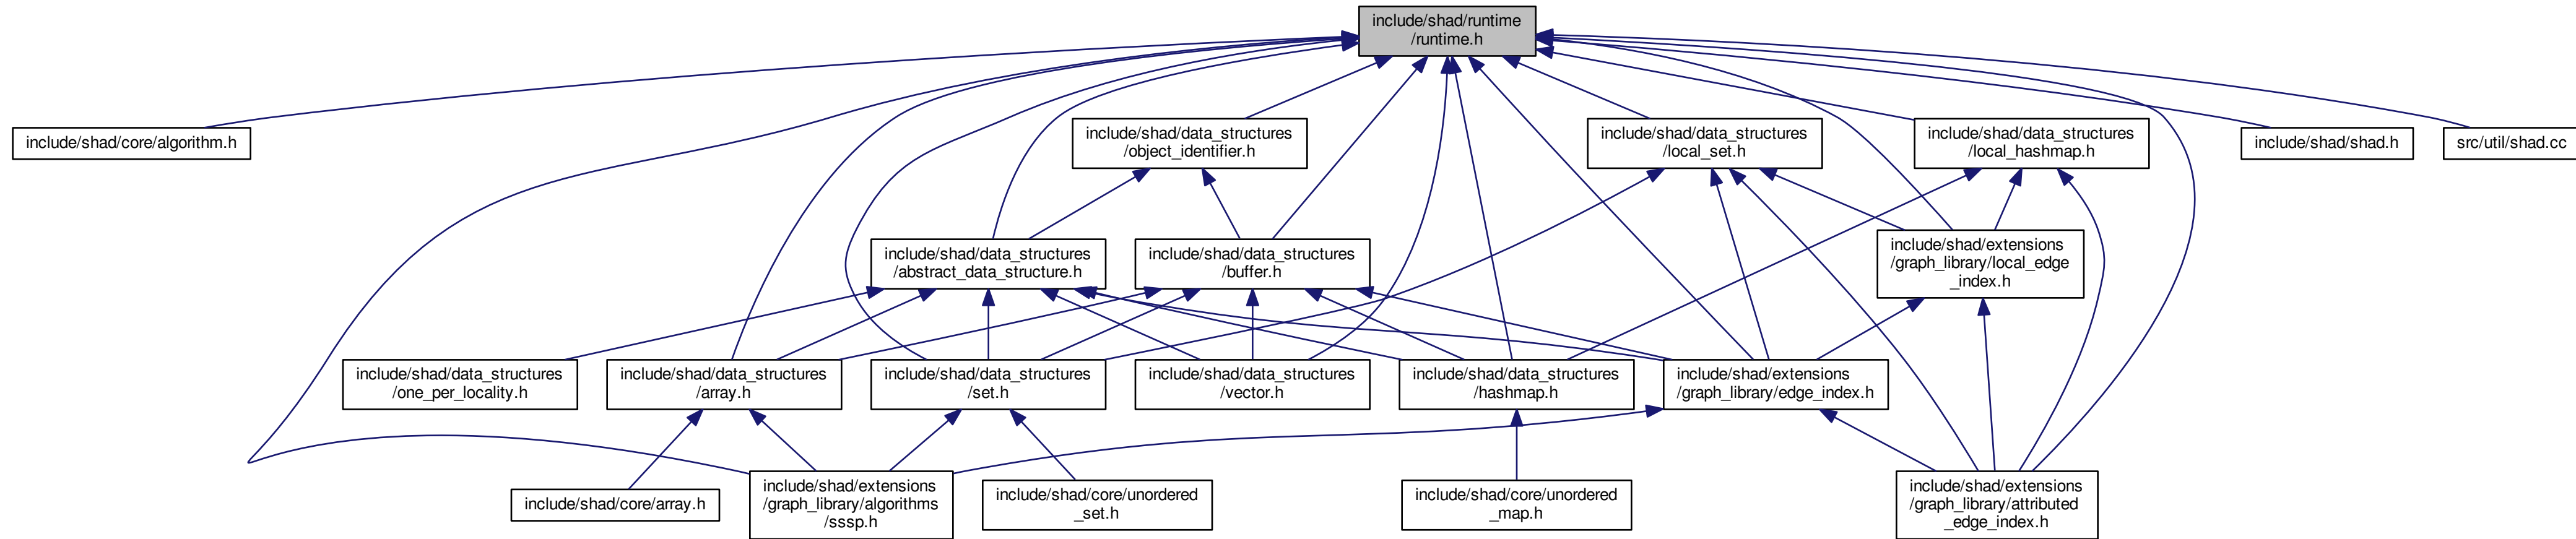 include/shad/runtime
/runtime.h
include/shad/core/algorithm.h
include/shad/data_structures
/object_identifier.h
include/shad/data_structures
/local_set.h
include/shad/data_structures
/local_hashmap.h
include/shad/shad.h
src/util/shad.cc
include/shad/data_structures
/abstract_data_structure.h
include/shad/data_structures
/buffer.h
include/shad/extensions
/graph_library/local_edge
_index.h
include/shad/data_structures
/one_per_locality.h
include/shad/data_structures
/array.h
include/shad/data_structures
/set.h
include/shad/data_structures
/vector.h
include/shad/data_structures
/hashmap.h
include/shad/extensions
/graph_library/edge_index.h
include/shad/core/array.h
include/shad/extensions
/graph_library/algorithms
/sssp.h
include/shad/core/unordered
_set.h
include/shad/core/unordered
_map.h
include/shad/extensions
/graph_library/attributed
_edge_index.h